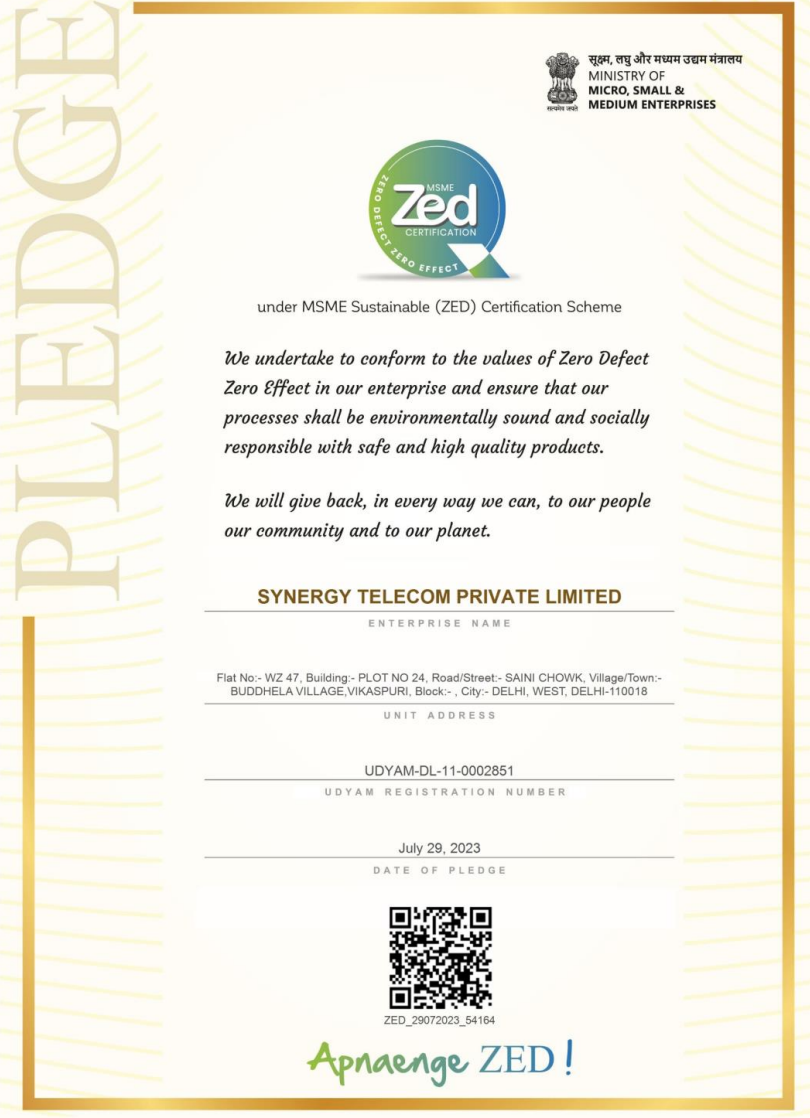 PLEDGE
सूक्ष्म, लघु और मध्यम उद्यम मंत्रालय
MINISTRY OF
MICRO, SMALL &
MEDIUM ENTERPRISES
सत्यमेव जयते
MSME
Zed
CERTIFICATION
ZERO DEFECT ZERO EFFECT
under MSME Sustainable (ZED) Certification Scheme
We undertake to conform to the values of Zero Defect
Zero Effect in our enterprise and ensure that our
processes shall be environmentally sound and socially
responsible with safe and high quality products.
We will give back, in every way we can, to our people
our community and to our planet.
SYNERGY TELECOM PRIVATE LIMITED
ENTERPRISE NAME
Flat No:- WZ 47, Building:- PLOT NO 24, Road/Street:- SAINI CHOWK, Village/Town:-
BUDDHELA VILLAGE,VIKASPURI, Block:- , City:- DELHI, WEST, DELHI-110018
UNIT ADDRESS
UDYAM-DL-11-0002851
UDYAM REGISTRATION NUMBER
July 29, 2023
DATE OF PLEDGE
ZED_29072023_54164
Apnaenge ZED!